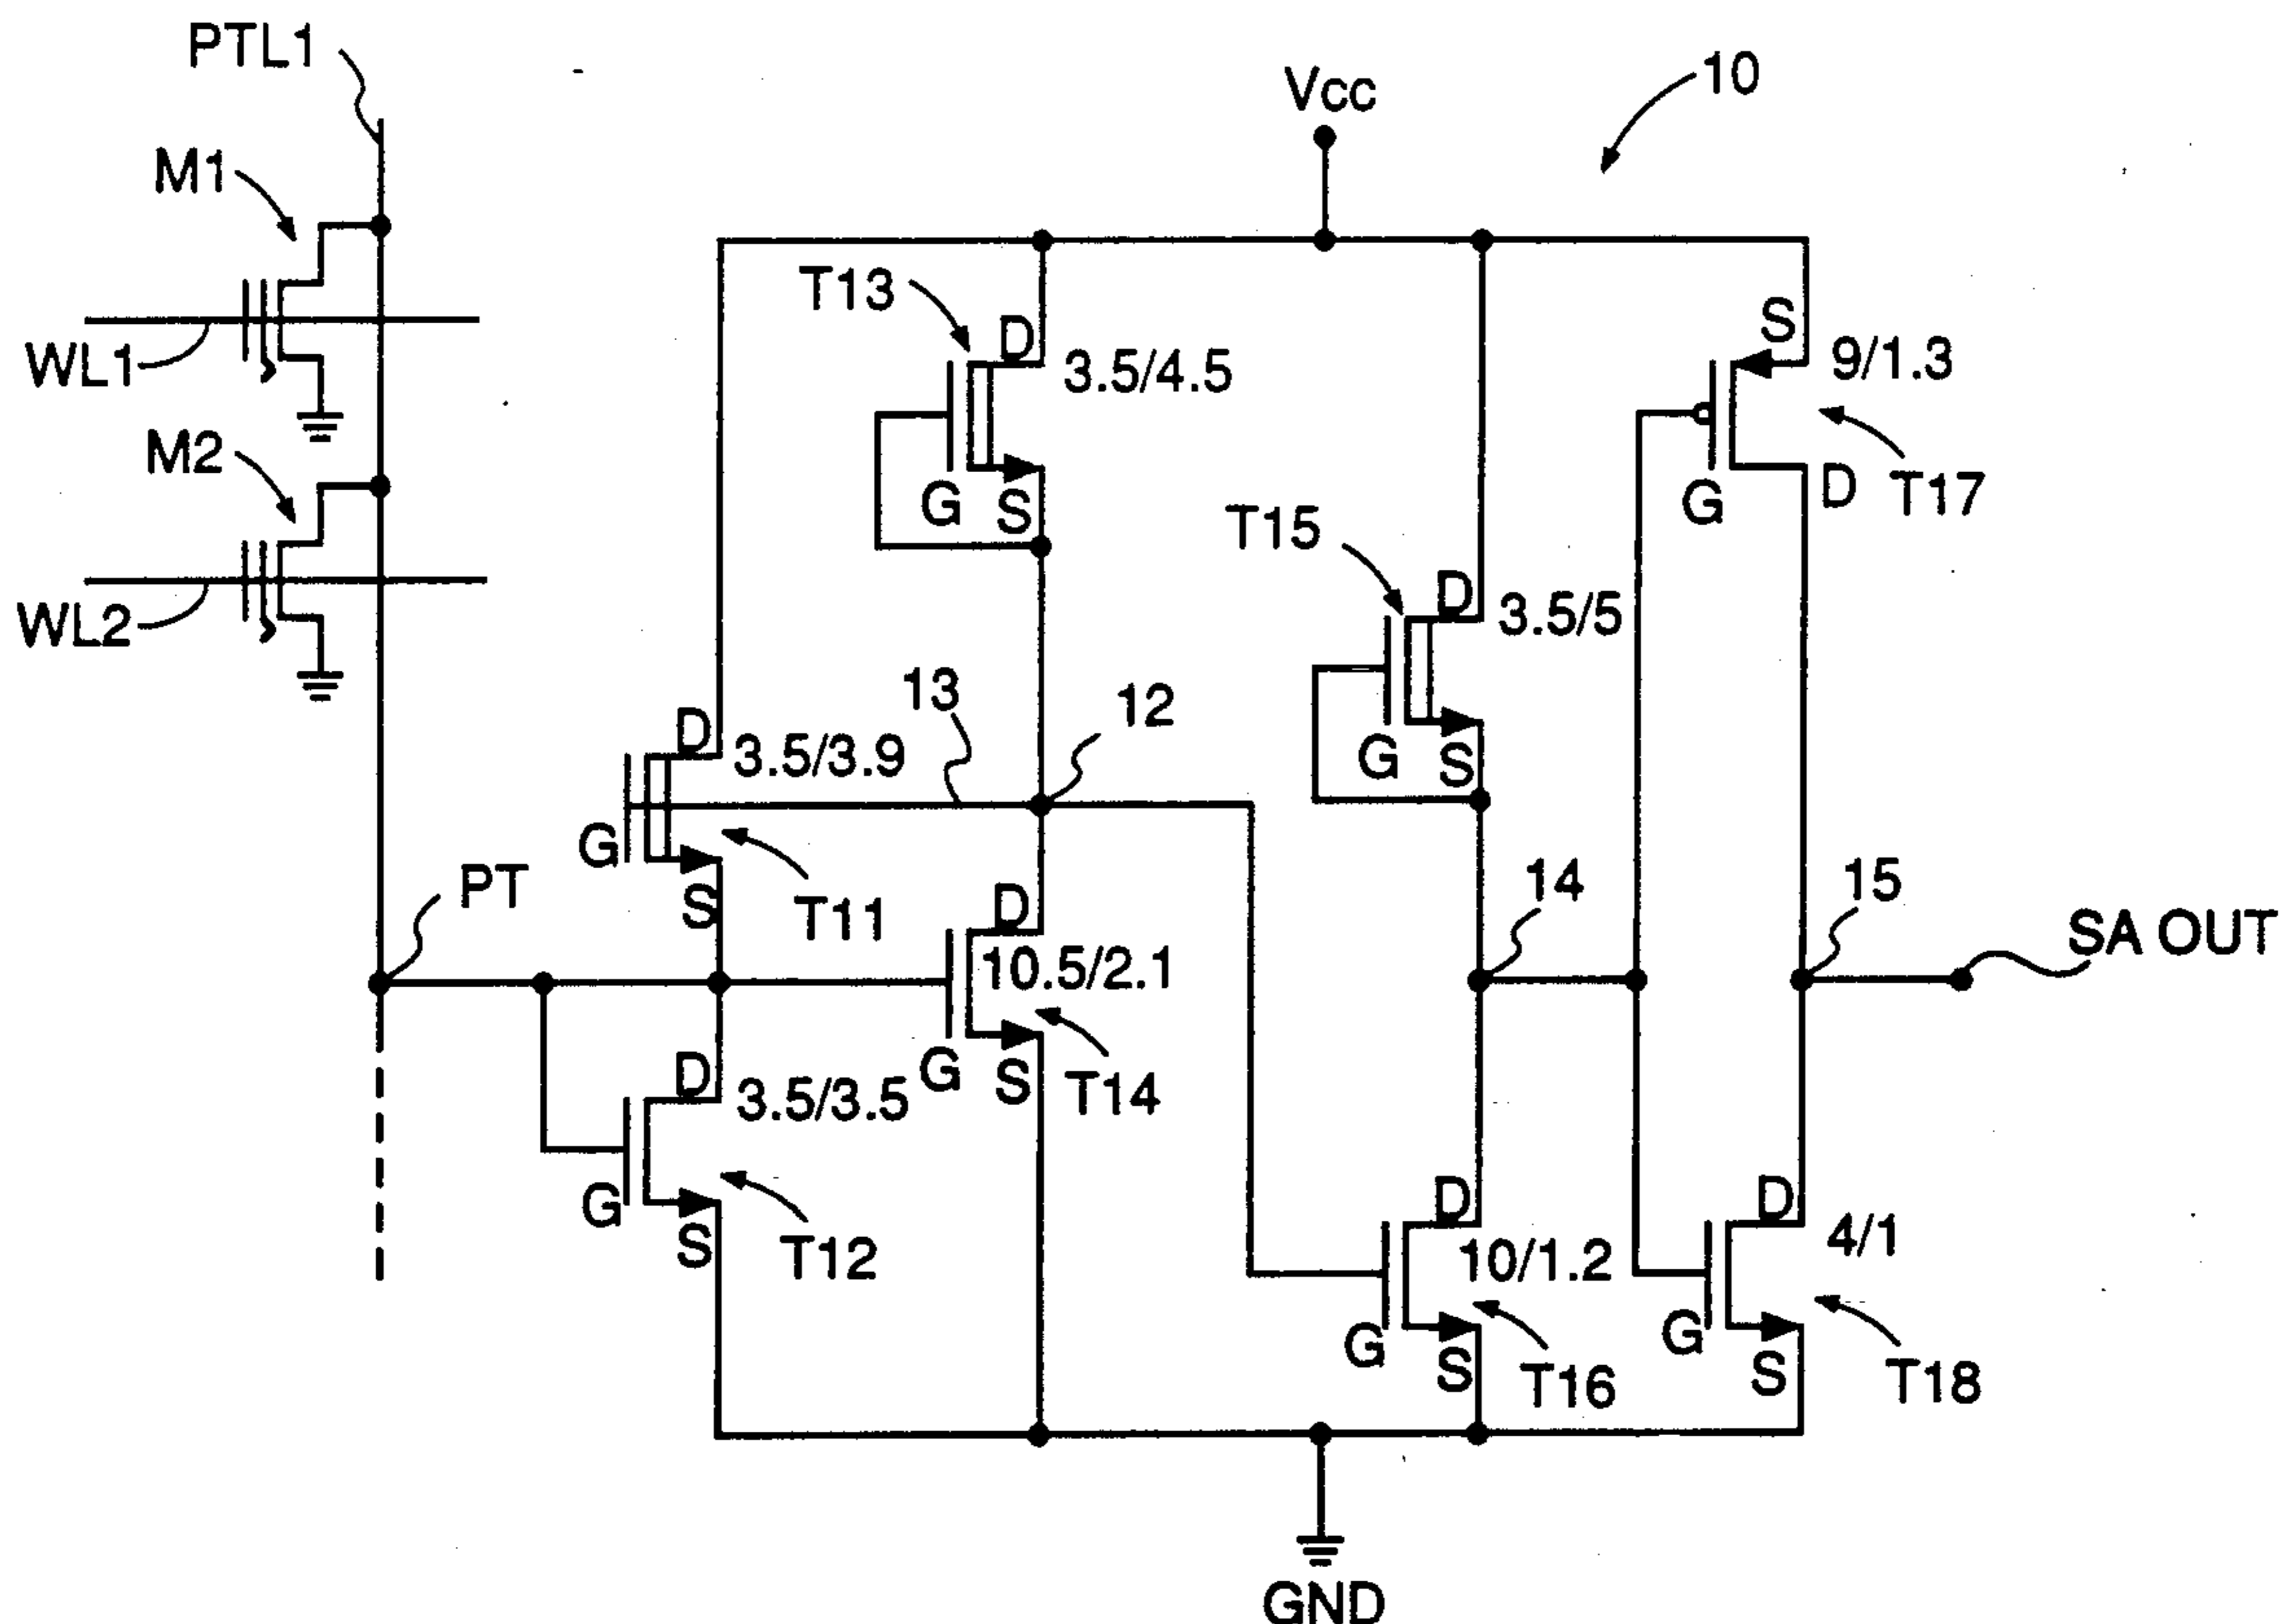 PTL1
10
Vcc
M1
T13
D
S
3.5/4.5
9/1.3
WL1
M2
G
S
G
D
T17
T15
D
3.5/5
WL2
13
12
D
3.5/3.9
G
S
G
PT
S
T11
D
14
15
SA OUT
10.5/2.1
D
3.5/3.5
G
S
T14
G
S
T12
D
10/1.2
D
4/1
G
S
T16
G
S
T18
GND